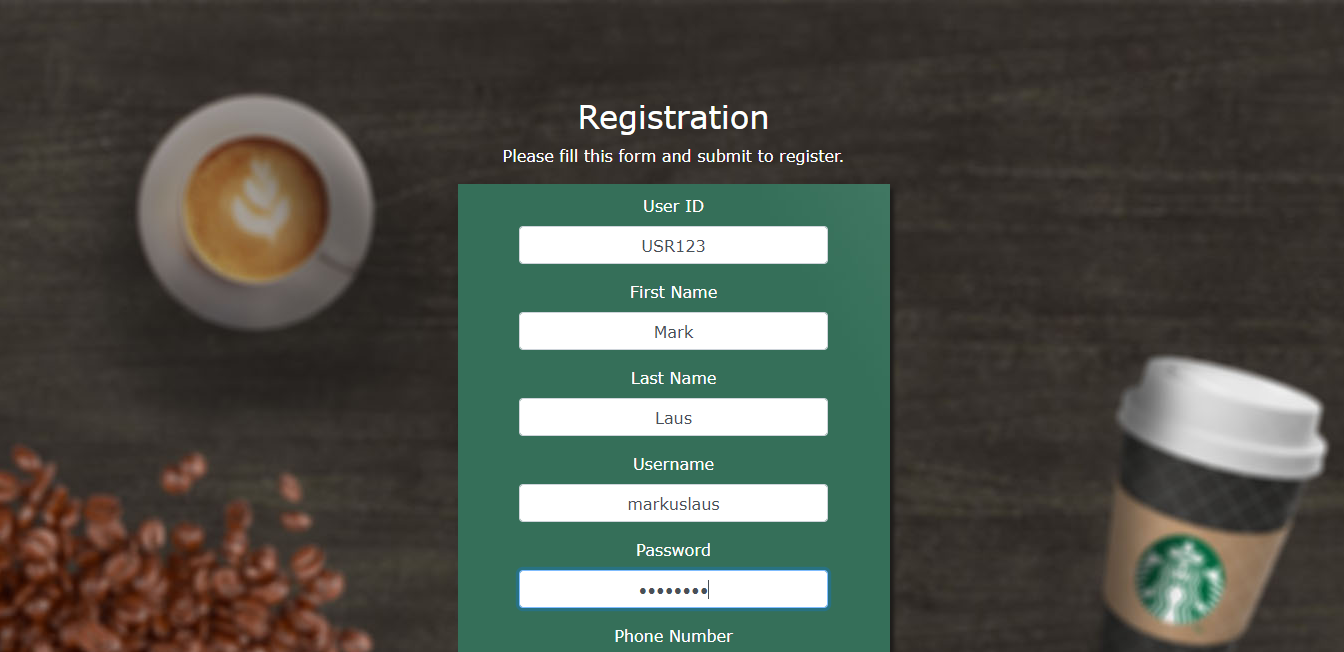 Registration
Please fill this form and submit to register.
User ID
USR123
First Name
Mark
Last Name
Laus
Username
markuslaus
Password
••••••••
Phone Number